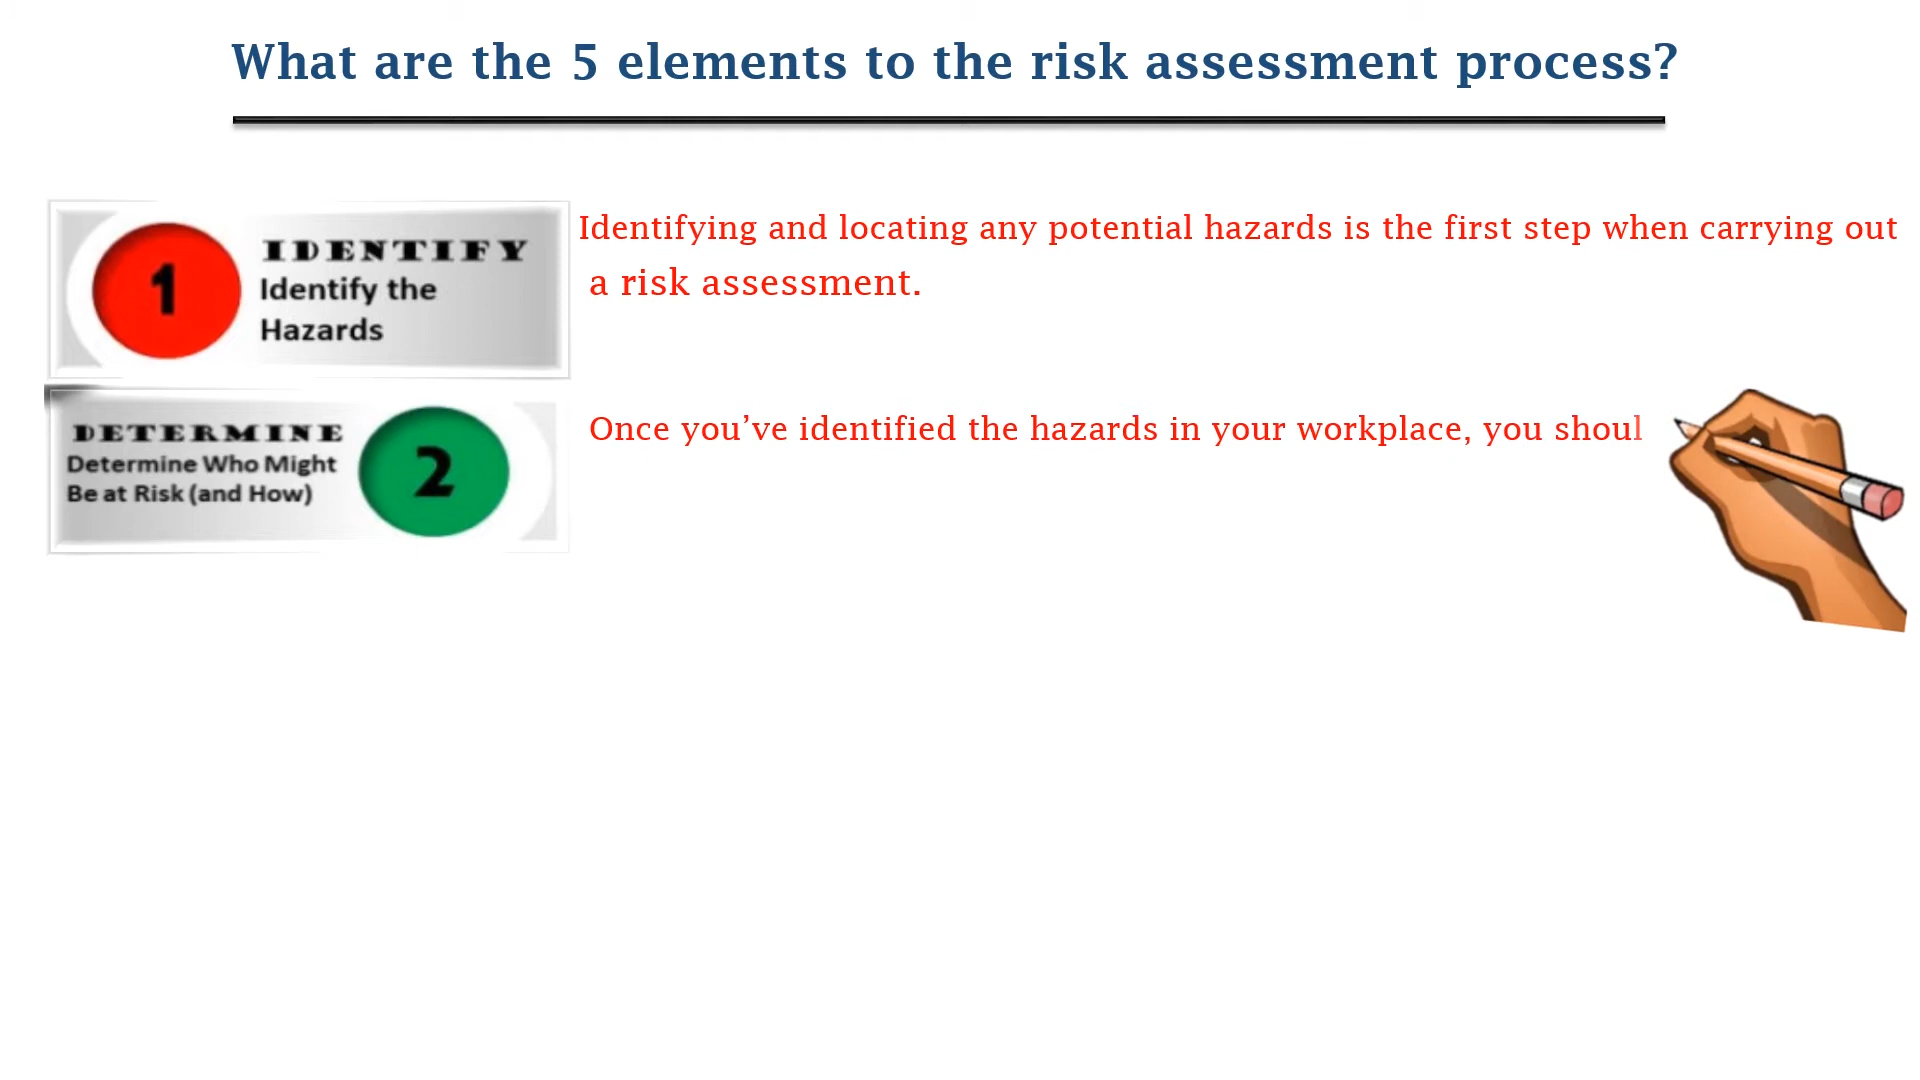 What are the 5 elements to the risk assessment process?
1
IDENTIFY
Identify the
Hazards
Identifying and locating any potential hazards is the first step when carrying out
a risk assessment.
DETERMINE
Determine Who Might
Be at Risk (and How)
2
Once you’ve identified the hazards in your workplace, you shoul